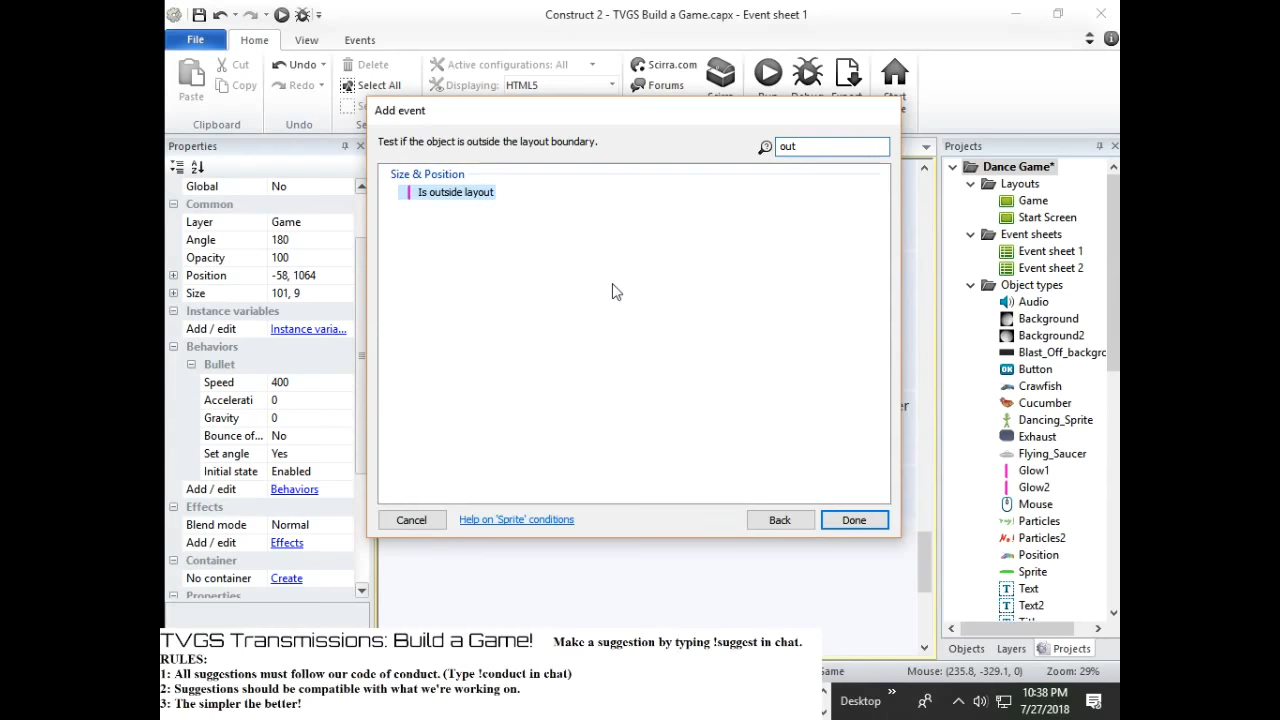 Construct 2 - TVGS Build a Game.capx - Event sheet 1
File Home View Events
Paste
Cut
Copy
Clipboard
Undo
Redo
Undo
Delete
Select All
Active configurations: All
Displaying: HTML5
Scirra.com
Forums
Add event
Test if the object is outside the layout boundary.
out
Size & Position
Is outside layout
Cancel Help on 'Sprite' conditions Back Done
Properties
Global No
Common
Layer Game
Angle 180
Opacity 100
Position -58, 1064
Size 101, 9
Instance variables
Add / edit Instance varia...
Behaviors
Bullet
Speed 400
Accelerati 0
Gravity 0
Bounce of... No
Set angle Yes
Initial state Enabled
Add / edit Behaviors
Effects
Blend mode Normal
Add / edit Effects
Container
No container Create
Properties
Projects
Dance Game*
Layouts
Game
Start Screen
Event sheets
Event sheet 1
Event sheet 2
Object types
Audio
Background
Background2
Blast_Off_backgro
Button
Crawfish
Cucumber
Dancing_Sprite
Exhaust
Flying_Saucer
Glow1
Glow2
Mouse
Particles
Particles2
Position
Sprite
Text
Text2
Objects Layers Projects
Mouse: (235.8, -329.1, 0) Zoom: 29%
TVGS Transmissions: Build a Game! Make a suggestion by typing !suggest in chat.
RULES:
1: All suggestions must follow our code of conduct. (Type !conduct in chat)
2: Suggestions should be compatible with what we're working on.
3: The simpler the better!
Desktop
10:38 PM
7/27/2018